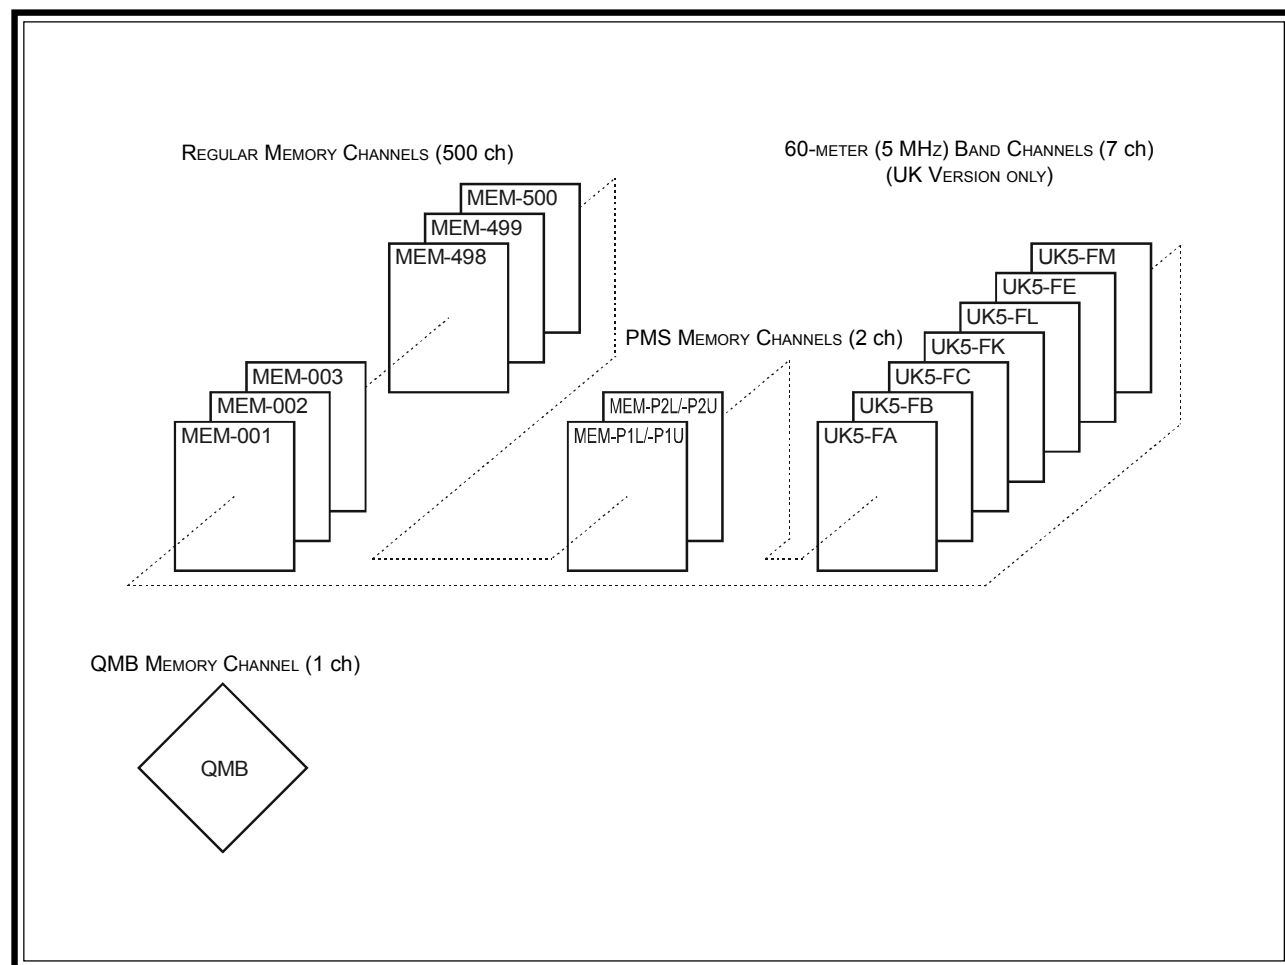 Regular Memory Channels (500 ch)
MEM-500
MEM-499
MEM-498
MEM-003
MEM-002
MEM-001
PMS Memory Channels (2 ch)
MEM-P2L/-P2U
MEM-P1L/-P1U
60-meter (5 MHz) Band Channels (7 ch)
(UK Version only)
UK5-FM
UK5-FE
UK5-FL
UK5-FK
UK5-FC
UK5-FB
UK5-FA
QMB Memory Channel (1 ch)
QMB